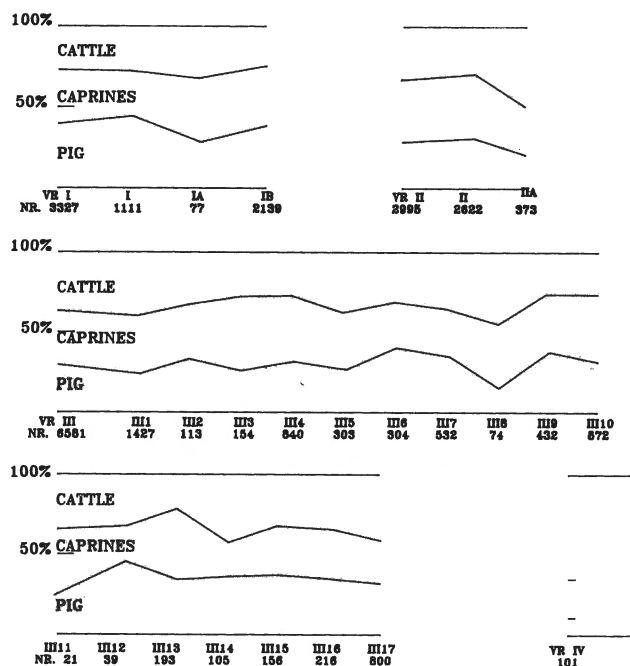 100%
CATTLE
50% CAPRINES
PIG
VR I I IA IB VR II II IIA
NR. 3327 1111 77 2139 2995 2622 373
100%
CATTLE
50% CAPRINES
PIG
VR III III1 III2 III3 III4 III5 III6 III7 III8 III9 III10
NR. 6581 1427 113 154 840 303 304 532 74 432 872
100%
CATTLE
50% CAPRINES
PIG
III11 III12 III13 III14 III15 III16 III17 VR IV
NR. 21 39 193 105 156 216 800 101